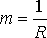 m = 1/R